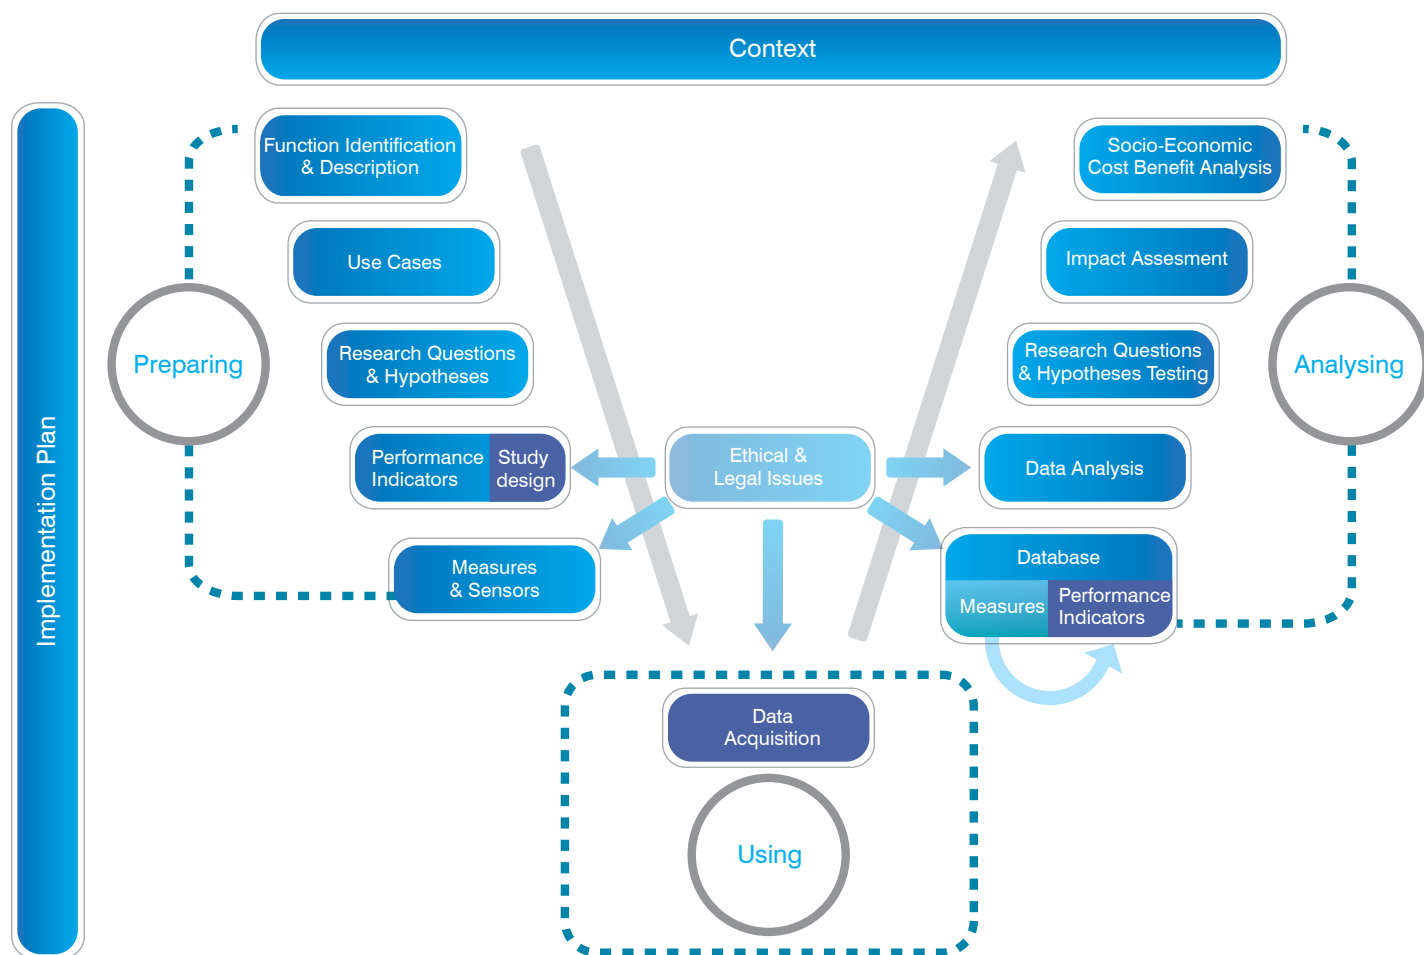 Context
Implementation Plan
Function Identification
& Description
Use Cases
Preparing
Research Questions
& Hypotheses
Performance
Indicators
Study
design
Measures
& Sensors
Ethical &
Legal Issues
Data
Acquisition
Using
Socio-Economic
Cost Benefit Analysis
Impact Assesment
Research Questions
& Hypotheses Testing
Analysing
Data Analysis
Database
Measures
Performance
Indicators